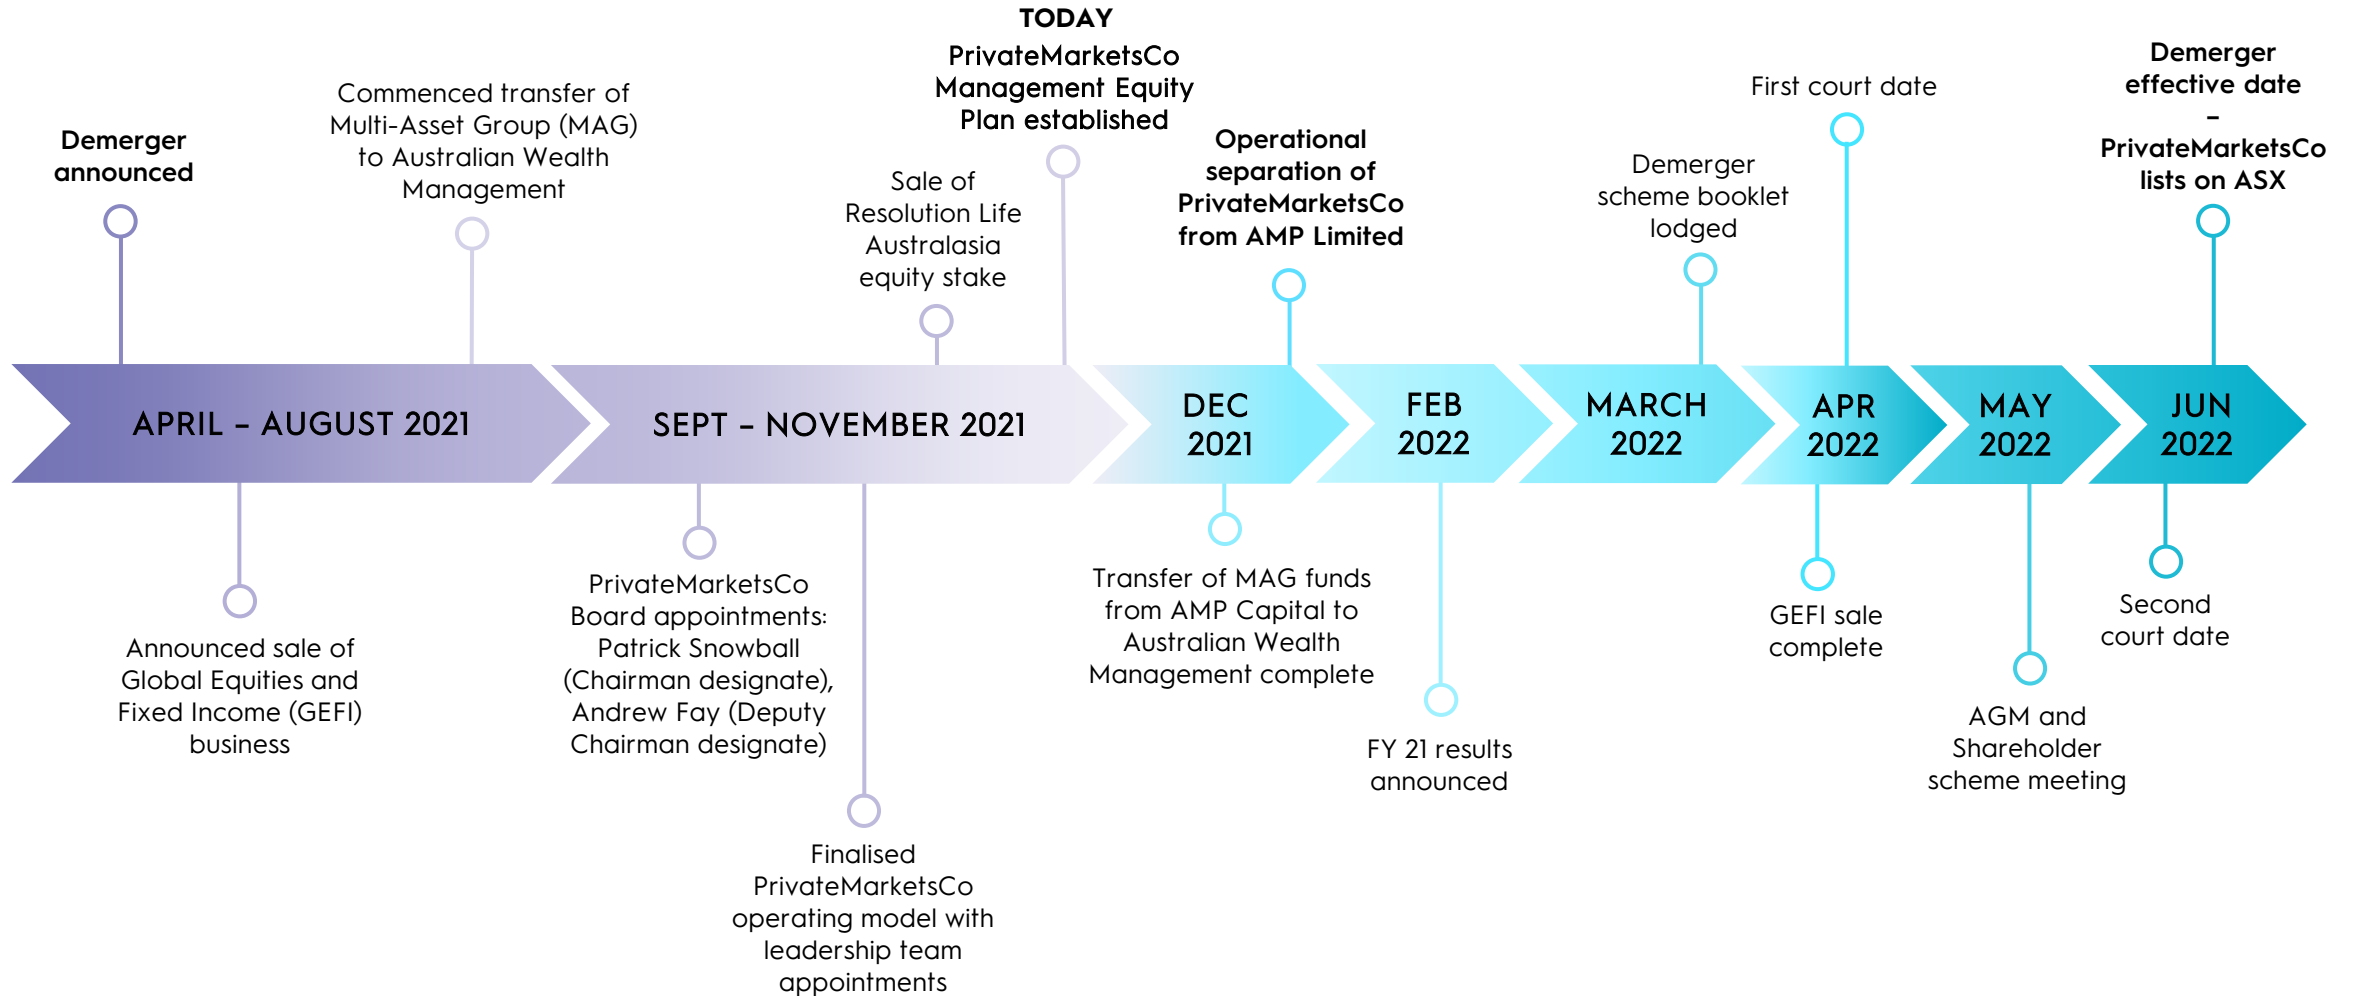 TODAY
PrivateMarketsCo
Management Equity
Plan established
Demerger
announced
Commenced transfer of
Multi-Asset Group (MAG)
to Australian Wealth
Management
Sale of
Resolution Life
Australasia
equity stake
Operational
separation of
PrivateMarketsCo
from AMP Limited
Demerger
scheme booklet
lodged
First court date
Demerger
effective date
–
PrivateMarketsCo
lists on ASX
APRIL – AUGUST 2021
SEPT – NOVEMBER 2021
DEC
2021
FEB
2022
MARCH
2022
APR
2022
MAY
2022
JUN
2022
Announced sale of
Global Equities and
Fixed Income (GEFI)
business
PrivateMarketsCo
Board appointments:
Patrick Snowball
(Chairman designate),
Andrew Fay (Deputy
Chairman designate)
Finalised
PrivateMarketsCo
operating model with
leadership team
appointments
Transfer of MAG funds
from AMP Capital to
Australian Wealth
Management complete
FY 21 results
announced
GEFI sale
complete
AGM and
Shareholder
scheme meeting
Second
court date